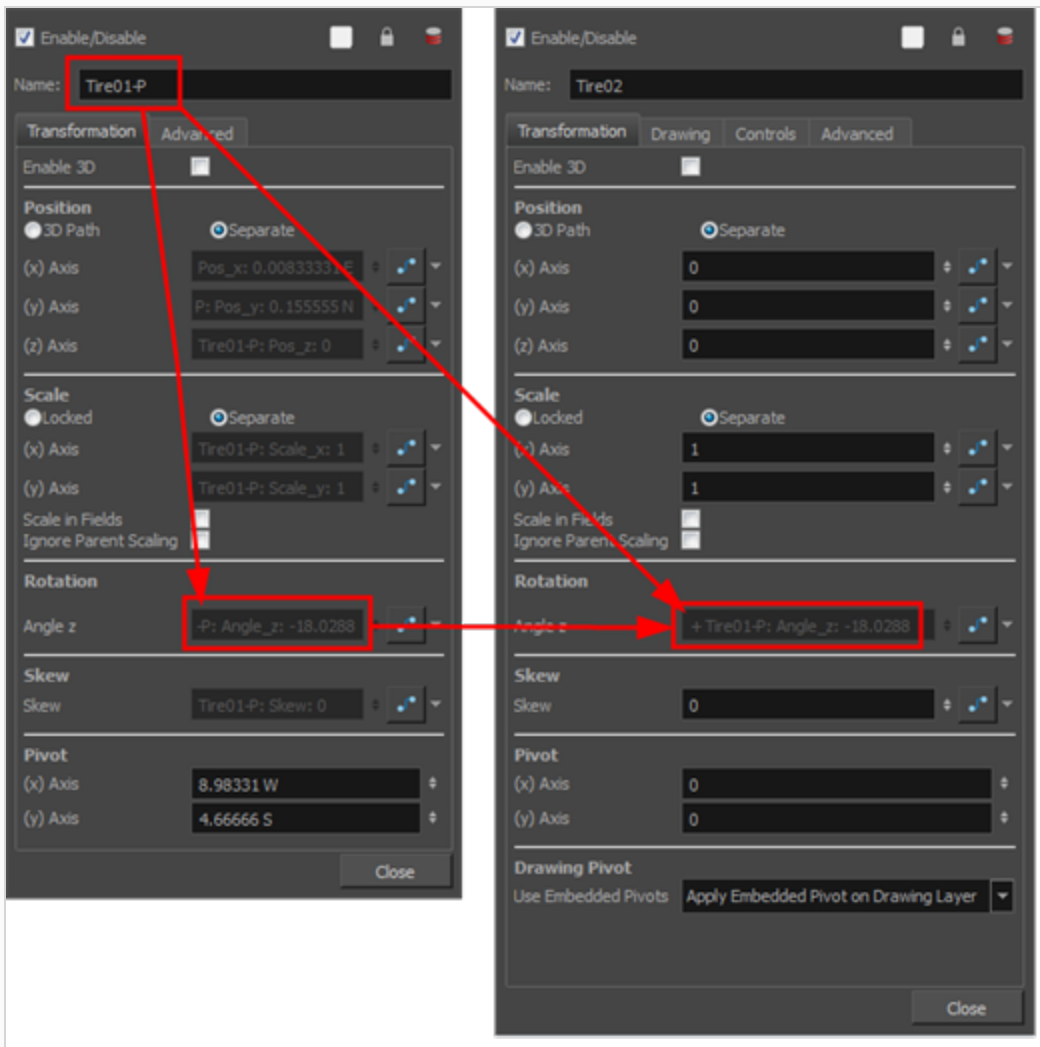 Enable/Disable
Name: Tire01-P
Transformation Advanced
Enable 3D
Position
3D Path Separate
(x) Axis Pos_x: 0.00833331 E
(y) Axis P: Pos_y: 0.155555 N
(z) Axis Tire01-P: Pos_z: 0
Scale
Locked Separate
(x) Axis Tire01-P: Scale_x: 1
(y) Axis Tire01-P: Scale_y: 1
Scale in Fields
Ignore Parent Scaling
Rotation
Angle z -P: Angle_z: -18.0288
Skew
Skew Tire01-P: Skew: 0
Pivot
(x) Axis 8.98331 W
(y) Axis 4.66666 S
Close
Enable/Disable
Name: Tire02
Transformation Drawing Controls Advanced
Enable 3D
Position
3D Path Separate
(x) Axis 0
(y) Axis 0
(z) Axis 0
Scale
Locked Separate
(x) Axis 1
(y) Axis 1
Scale in Fields
Ignore Parent Scaling
Rotation
Angle z + Tire01-P: Angle_z: -18.0288
Skew
Skew 0
Pivot
(x) Axis 0
(y) Axis 0
Drawing Pivot
Use Embedded Pivots Apply Embedded Pivot on Drawing Layer
Close